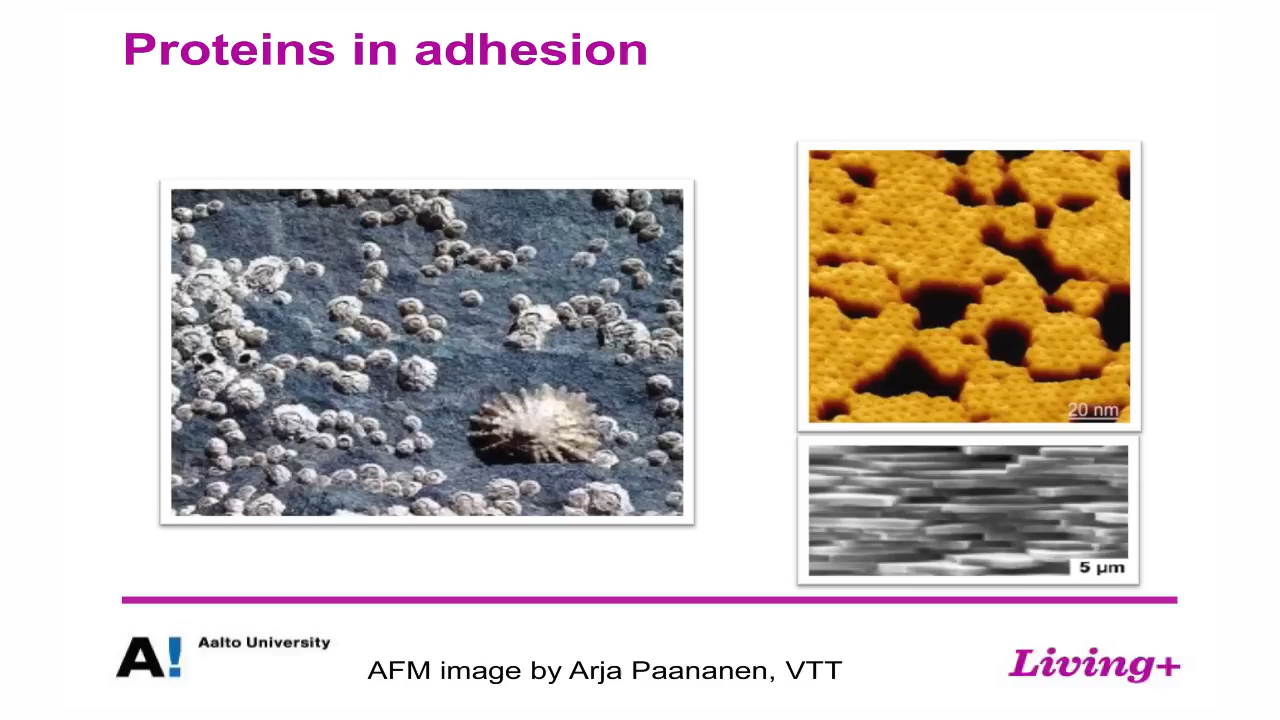 Proteins in adhesion
20 nm
5 µm
A!
Aalto University
AFM image by Arja Paananen, VTT
Living+